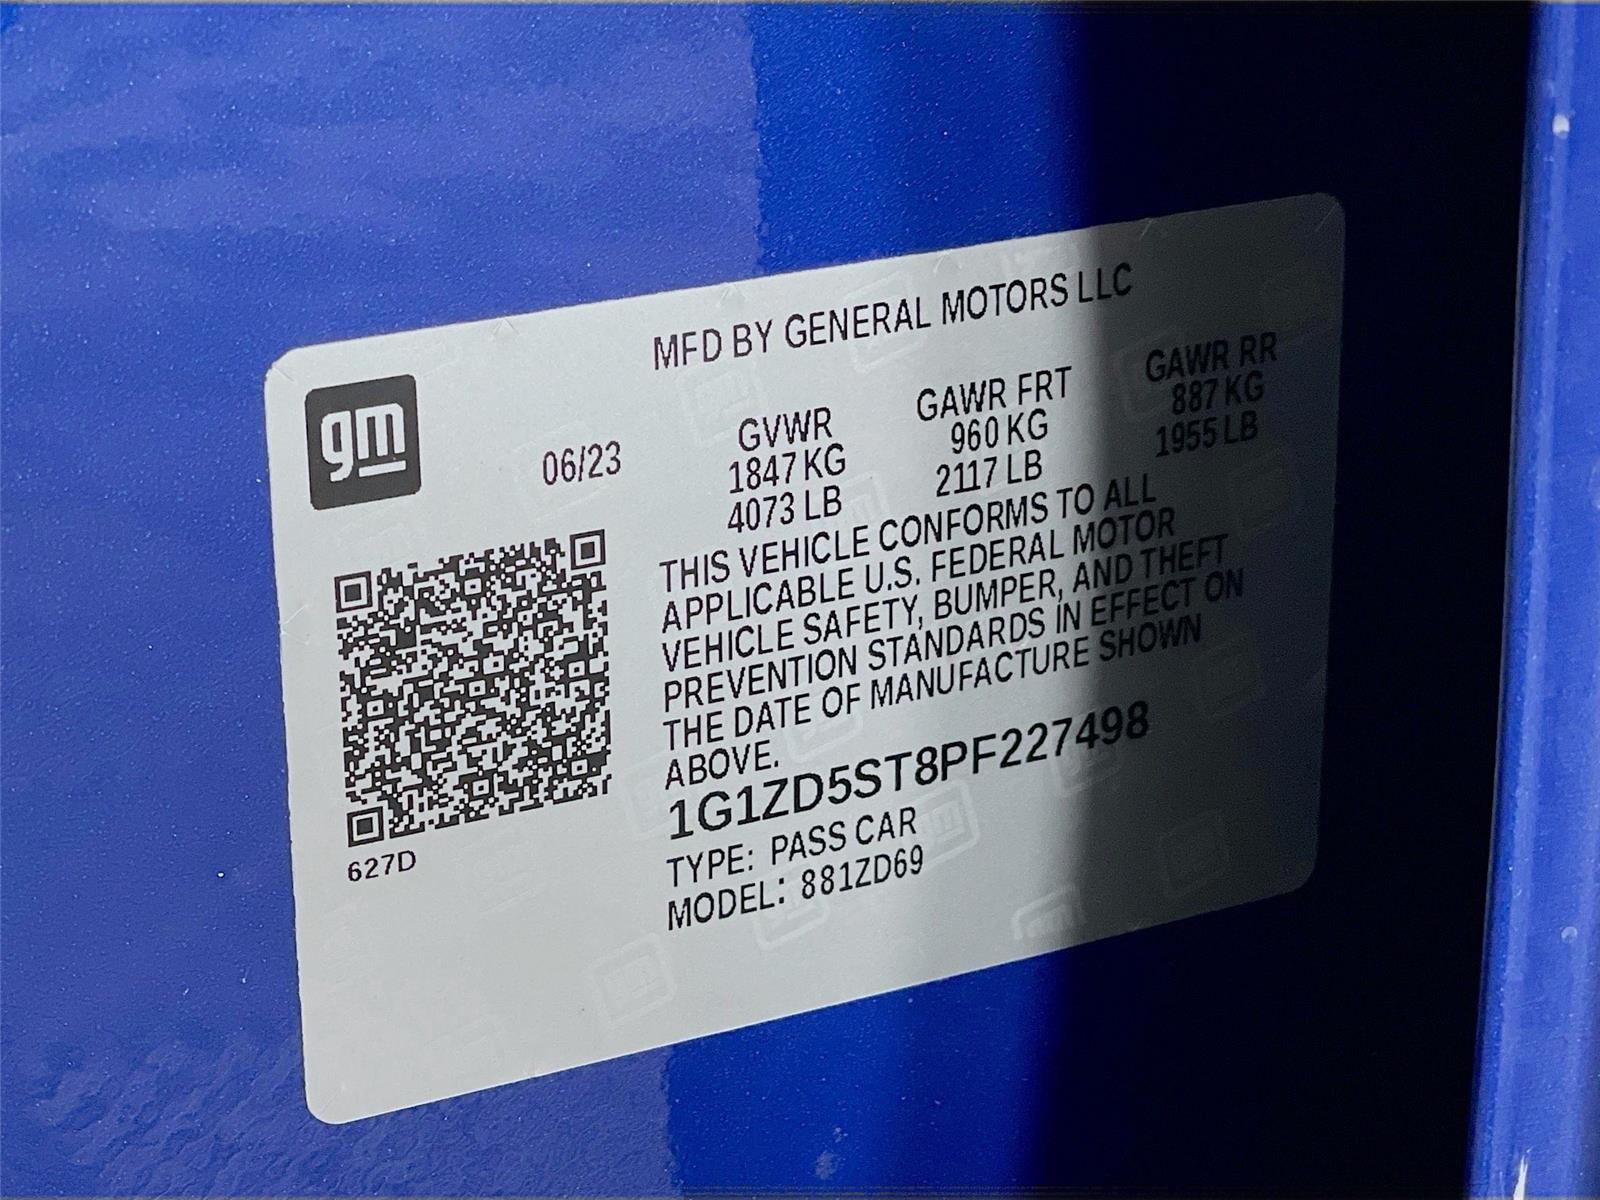 gm
MFD BY GENERAL MOTORS LLC
06/23
GVWR
1847 KG
4073 LB
GAWR FRT
960 KG
2117 LB
GAWR RR
887 KG
1955 LB
THIS VEHICLE CONFORMS TO ALL
APPLICABLE U.S. FEDERAL MOTOR
VEHICLE SAFETY, BUMPER, AND THEFT
PREVENTION STANDARDS IN EFFECT ON
THE DATE OF MANUFACTURE SHOWN
ABOVE.
1G1ZD5ST8PF227498
TYPE: PASS CAR
MODEL: 881ZD69
627D